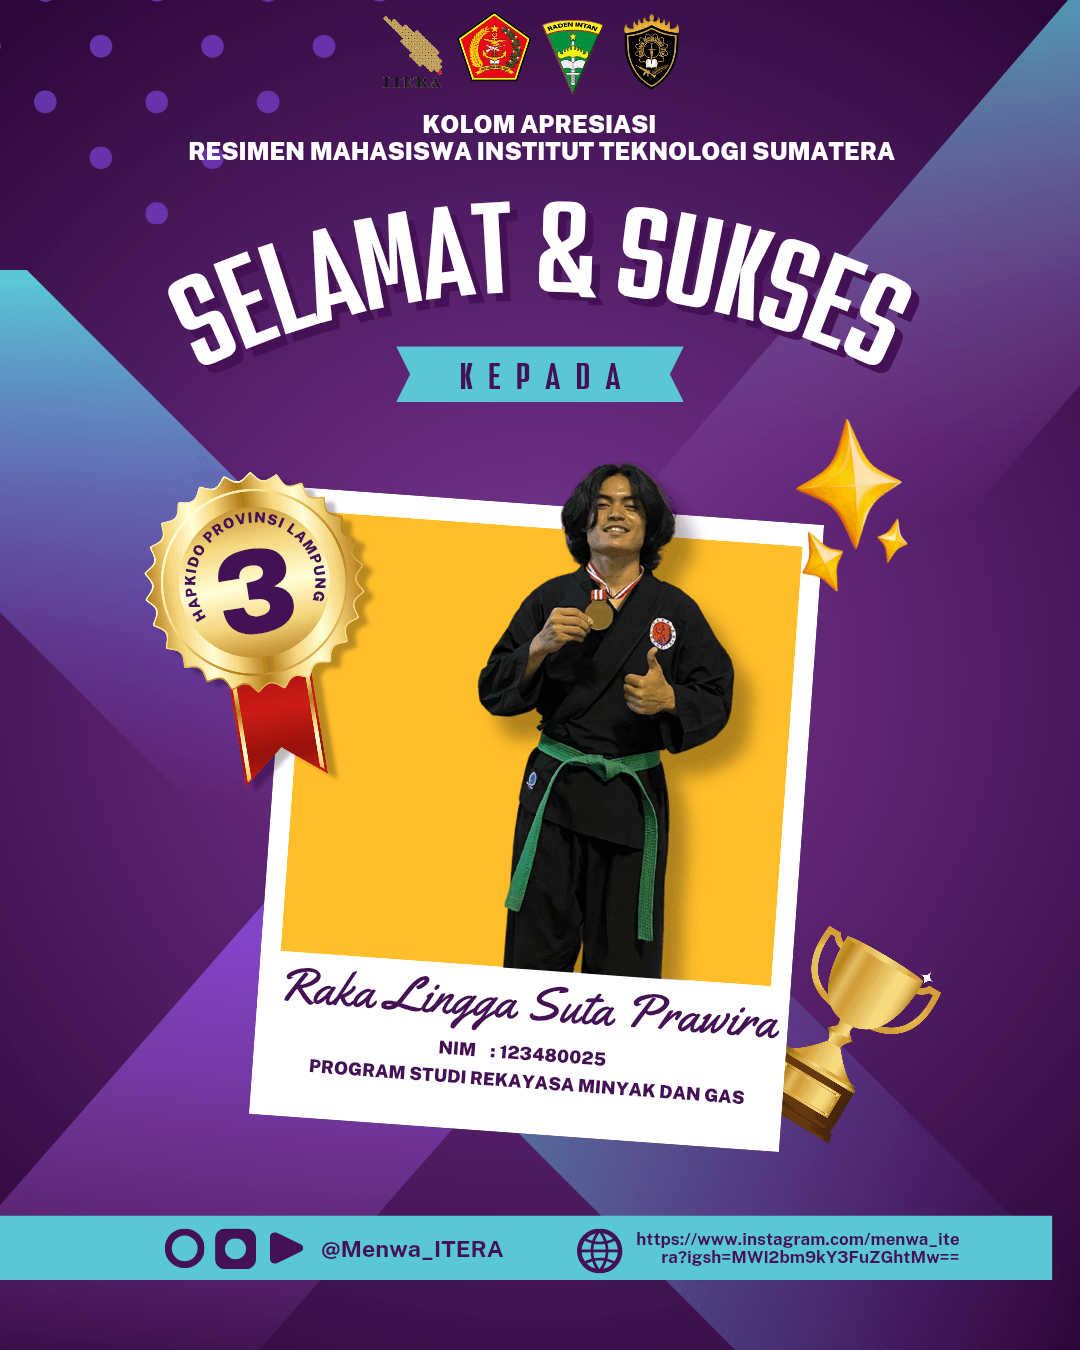 ITERA
RADEN INTAN
KOLOM APRESIASI
RESIMEN MAHASISWA INSTITUT TEKNOLOGI SUMATERA
SELAMAT & SUKSES
KEPADA
HAPKIDO PROVINSI LAMPUNG
3
Raka Lingga Suta Prawira
NIM : 123480025
PROGRAM STUDI REKAYASA MINYAK DAN GAS
@Menwa_ITERA
https://www.instagram.com/menwa_ite
ra?igsh=MWl2bm9kY3FuZGhtMw==